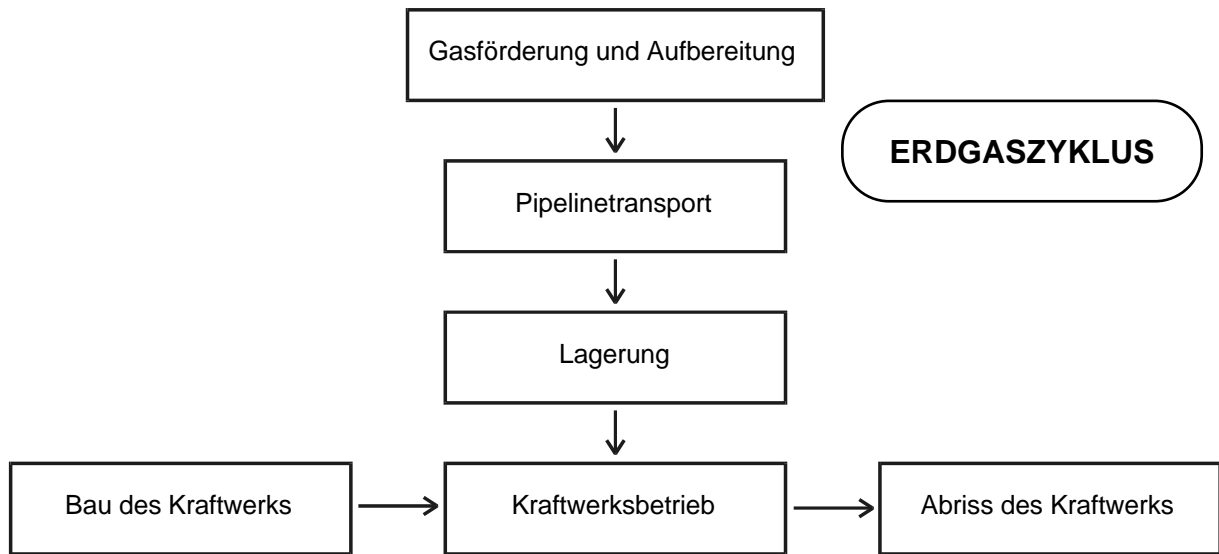 Gasförderung und Aufbereitung
ERDGASZYKLUS
Pipelinetransport
Lagerung
Bau des Kraftwerks
Kraftwerksbetrieb
Abriss des Kraftwerks